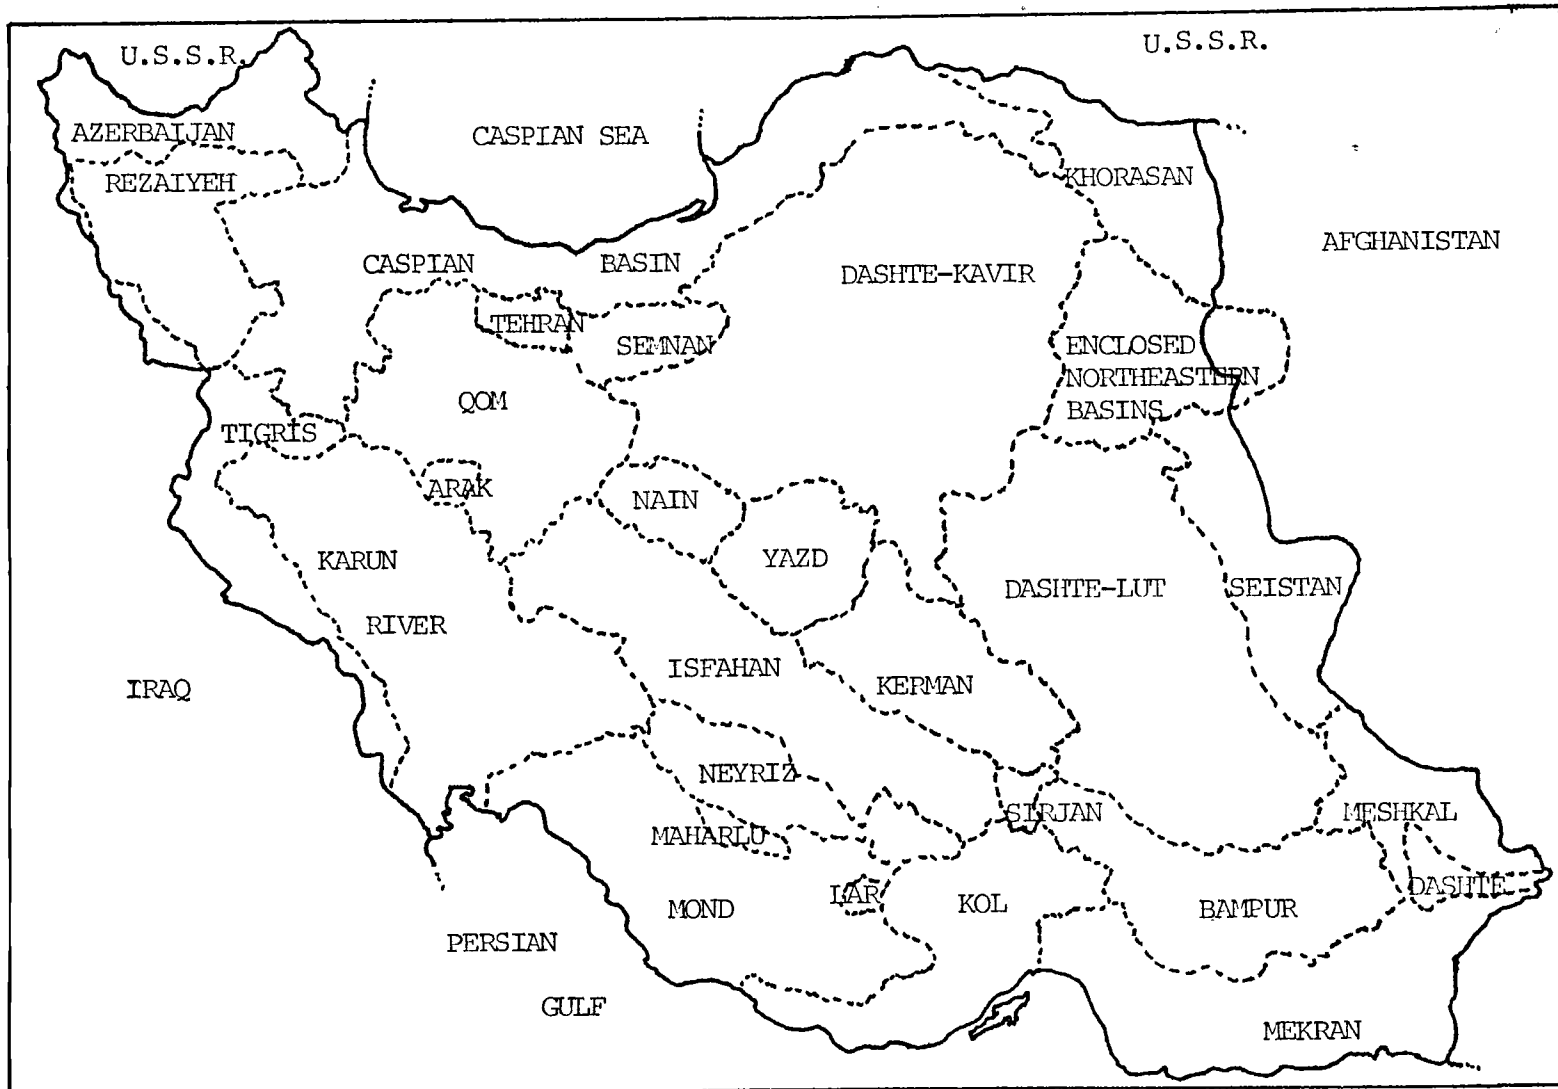 U.S.S.R.
U.S.S.R.
AZERBAIJAN
CASPIAN SEA
REZAIYEH
KHORASAN
AFGHANISTAN
CASPIAN BASIN
DASHTE-KAVIR
TEHRAN
SEMNAN
ENCLOSED
NORTHEASTERN
BASINS
QOM
TIGRIS
ARAK
NAIN
YAZD
KARUN
RIVER
DASHTE-LUT
SEISTAN
ISFAHAN
KERMAN
IRAQ
NEYRIZ
SIRJAN
MESHKAL
MAHARLU
LAR
DASHTE
MOND
KOL
BAMPUR
PERSIAN
GULF
MEKRAN